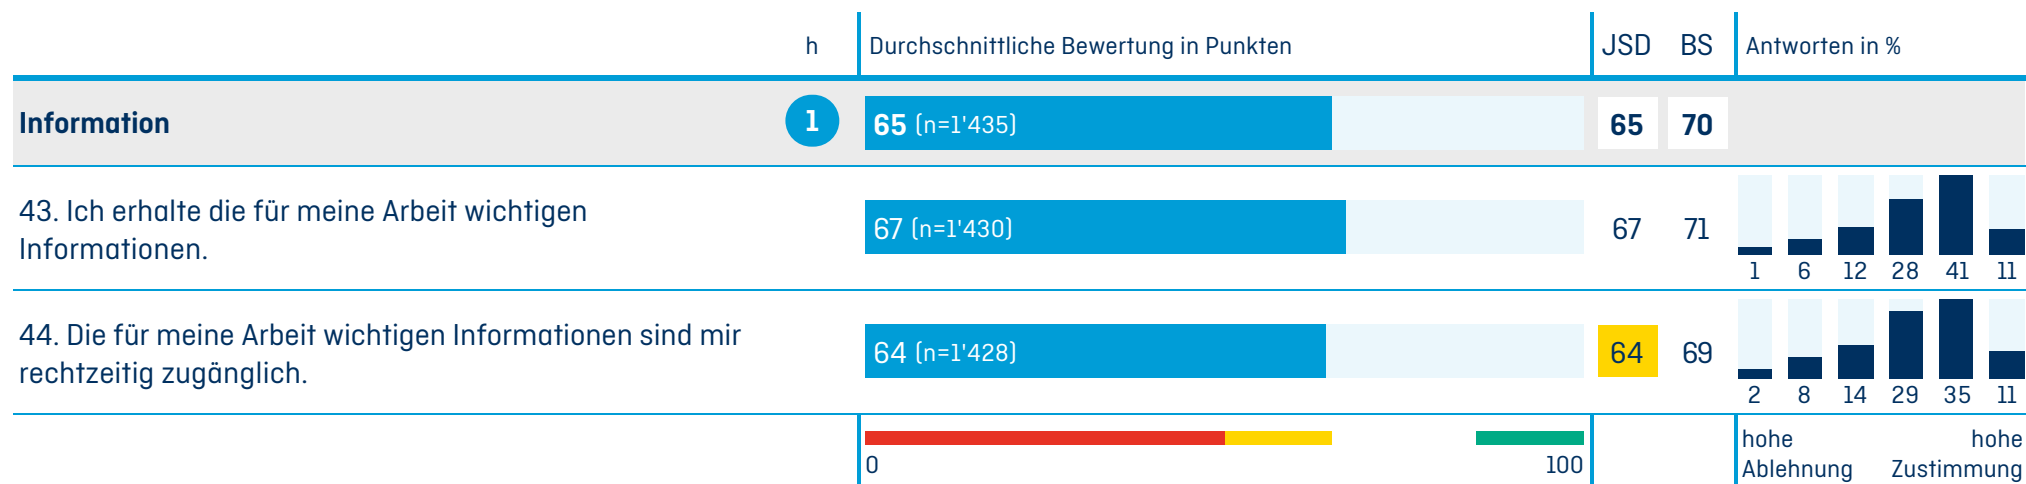 h Durchschnittliche Bewertung in Punkten JSD BS Antworten in %
Information 1 65 (n=1'435) 65 70
43. Ich erhalte die für meine Arbeit wichtigen
Informationen.
67 (n=1'430) 67 71
1 6 12 28 41 11
44. Die für meine Arbeit wichtigen Informationen sind mir
rechtzeitig zugänglich.
64 (n=1'428) 64 69
2 8 14 29 35 11
0 100
hohe Ablehnung
hohe Zustimmung